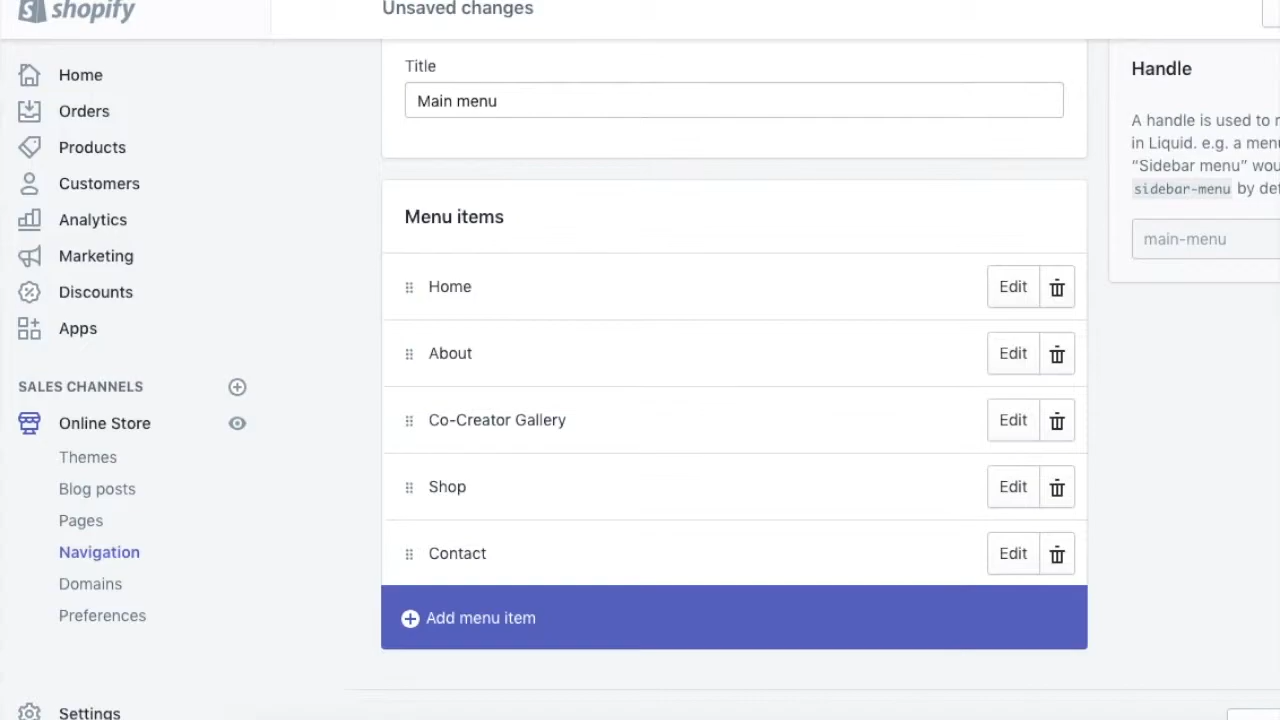 shopify
Unsaved changes
Home
Orders
Products
Customers
Analytics
Marketing
Discounts
Apps
SALES CHANNELS
Online Store
Themes
Blog posts
Pages
Navigation
Domains
Preferences
Settings
Title
Main menu
Menu items
Home Edit
About Edit
Co-Creator Gallery Edit
Shop Edit
Contact Edit
Add menu item
Handle
A handle is used to
in Liquid. e.g. a
“Sidebar menu”
sidebar-menu by
main-menu